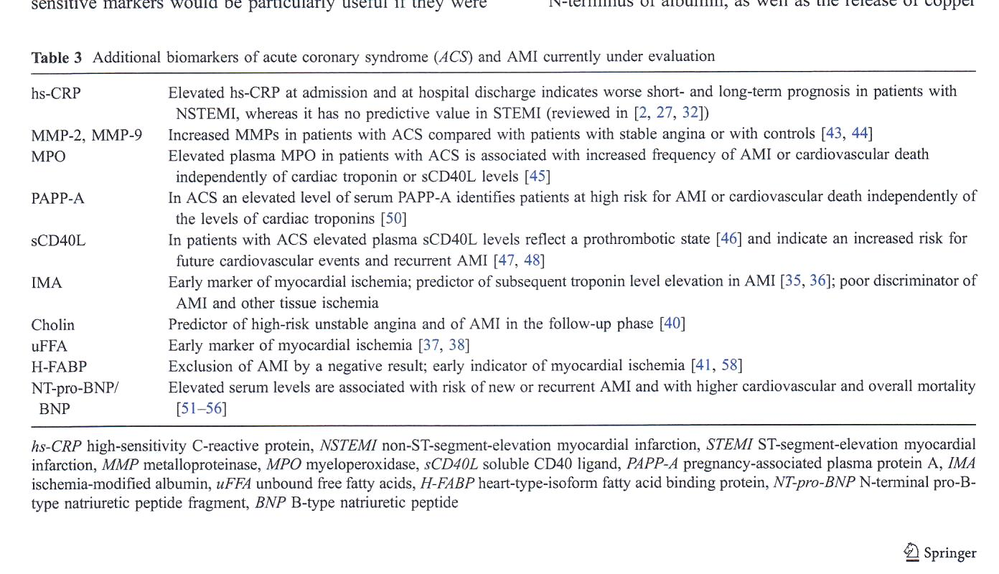 sensitive markers would be particularly useful if they were
N-terminus of albumin, as well as the release of copper
Table 3 Additional biomarkers of acute coronary syndrome (ACS) and AMI currently under evaluation
hs-CRP Elevated hs-CRP at admission and at hospital discharge indicates worse short- and long-term prognosis in patients with
NSTEMI, whereas it has no predictive value in STEMI (reviewed in [2, 27, 32])
MMP-2, MMP-9 Increased MMPs in patients with ACS compared with patients with stable angina or with controls [43, 44]
MPO Elevated plasma MPO in patients with ACS is associated with increased frequency of AMI or cardiovascular death
independently of cardiac troponin or sCD40L levels [45]
PAPP-A In ACS an elevated level of serum PAPP-A identifies patients at high risk for AMI or cardiovascular death independently of
the levels of cardiac troponins [50]
sCD40L In patients with ACS elevated plasma sCD40L levels reflect a prothrombotic state [46] and indicate an increased risk for
future cardiovascular events and recurrent AMI [47, 48]
IMA Early marker of myocardial ischemia; predictor of subsequent troponin level elevation in AMI [35, 36]; poor discriminator of
AMI and other tissue ischemia
Cholin Predictor of high-risk unstable angina and of AMI in the follow-up phase [40]
uFFA Early marker of myocardial ischemia [37, 38]
H-FABP Exclusion of AMI by a negative result; early indicator of myocardial ischemia [41, 58]
NT-pro-BNP/ Elevated serum levels are associated with risk of new or recurrent AMI and with higher cardiovascular and overall mortality
BNP [51–56]
hs-CRP high-sensitivity C-reactive protein, NSTEMI non-ST-segment-elevation myocardial infarction, STEMI ST-segment-elevation myocardial
infarction, MMP metalloproteinase, MPO myeloperoxidase, sCD40L soluble CD40 ligand, PAPP-A pregnancy-associated plasma protein A, IMA
ischemia-modified albumin, uFFA unbound free fatty acids, H-FABP heart-type-isoform fatty acid binding protein, NT-pro-BNP N-terminal pro-B-
type natriuretic peptide fragment, BNP B-type natriuretic peptide
Springer